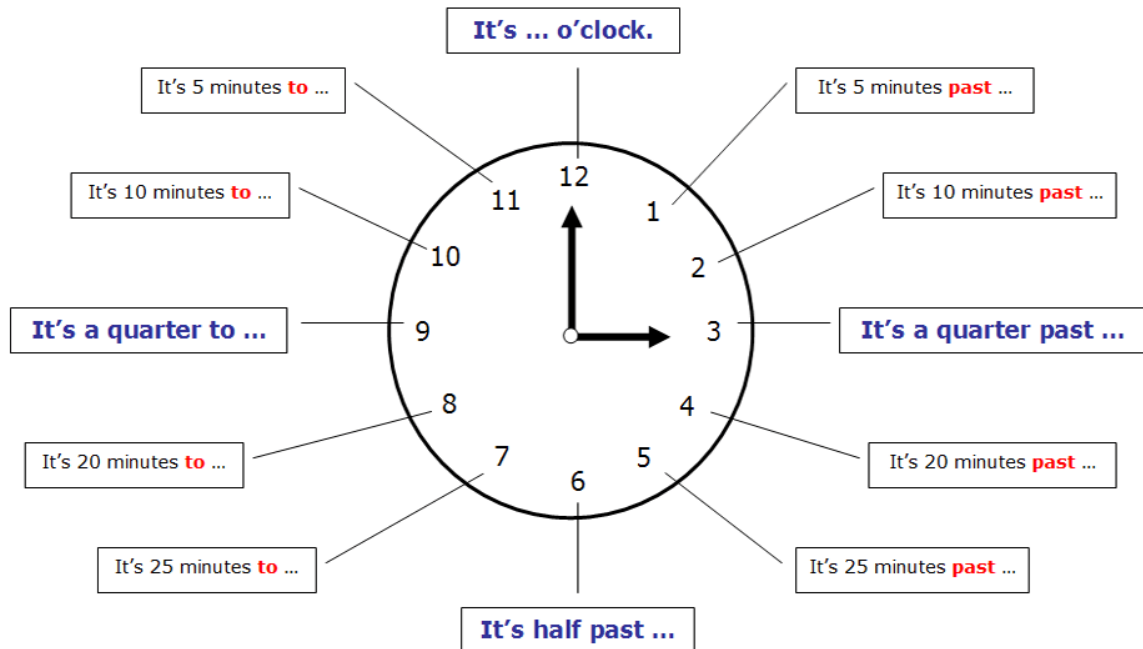 It’s ... o’clock.
It’s 5 minutes to ...
It’s 5 minutes past ...
It’s 10 minutes to ...
It’s 10 minutes past ...
It’s a quarter to ...
It’s a quarter past ...
It’s 20 minutes to ...
It’s 20 minutes past ...
It’s 25 minutes to ...
It’s 25 minutes past ...
It’s half past ...
12
1
2
3
4
5
6
7
8
9
10
11